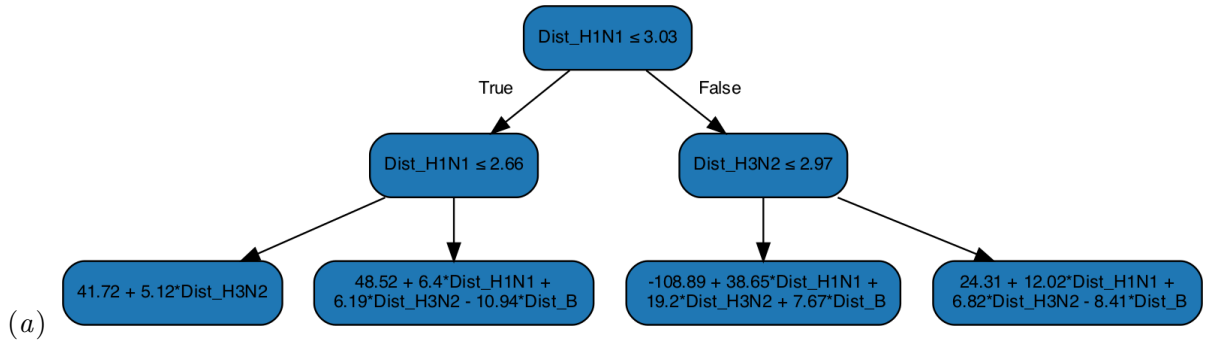 Dist_H1N1 ≤ 3.03
True
False
Dist_H1N1 ≤ 2.66
Dist_H3N2 ≤ 2.97
41.72 + 5.12*Dist_H3N2
48.52 + 6.4*Dist_H1N1 +
6.19*Dist_H3N2 - 10.94*Dist_B
-108.89 + 38.65*Dist_H1N1 +
19.2*Dist_H3N2 + 7.67*Dist_B
24.31 + 12.02*Dist_H1N1 +
6.82*Dist_H3N2 - 8.41*Dist_B
(a)